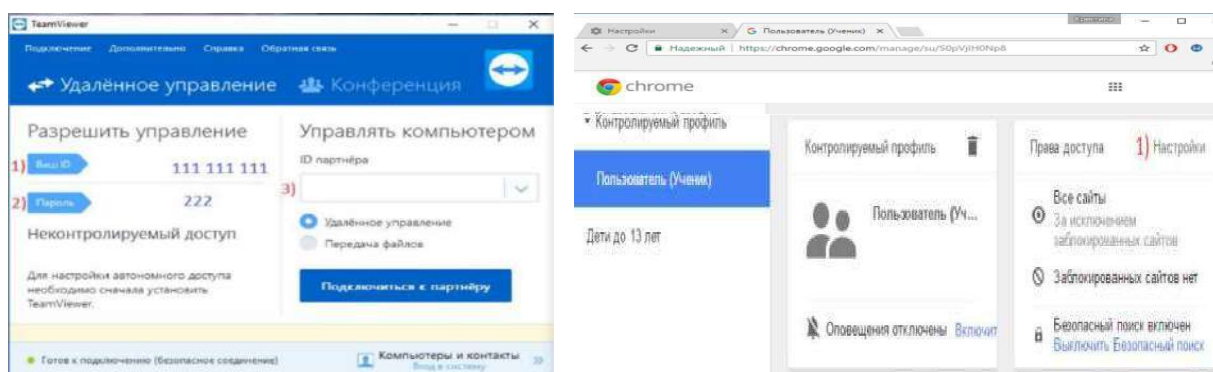 TeamViewer
Подключение Дополнительно Справка Обратная связь
Удалённое управление Конференция
Разрешить управление
1) Ваш ID 111 111 111
2) Пароль 222
Неконтролируемый доступ
Для настройки автономного доступа
необходимо сначала установить
TeamViewer.
Управлять компьютером
ID партнёра
3)
Удалённое управление
Передача файлов
Подключиться к партнёру
Готов к подключению (безопасное соединение)
Компьютеры и контакты
Вход в систему
Настройки
Пользователь (Ученик)
Надежный https://chrome.google.com/manage/su/
chrome
Контролируемый профиль
Пользователь (Ученик)
Дети до 13 лет
Контролируемый профиль
Пользователь (Уч...
Оповещения отключены Включит
Права доступа 1) Настройки
Все сайты
За исключением
заблокированных сайтов
Заблокированных сайтов нет
Безопасный поиск включен
Выключить Безопасный поиск